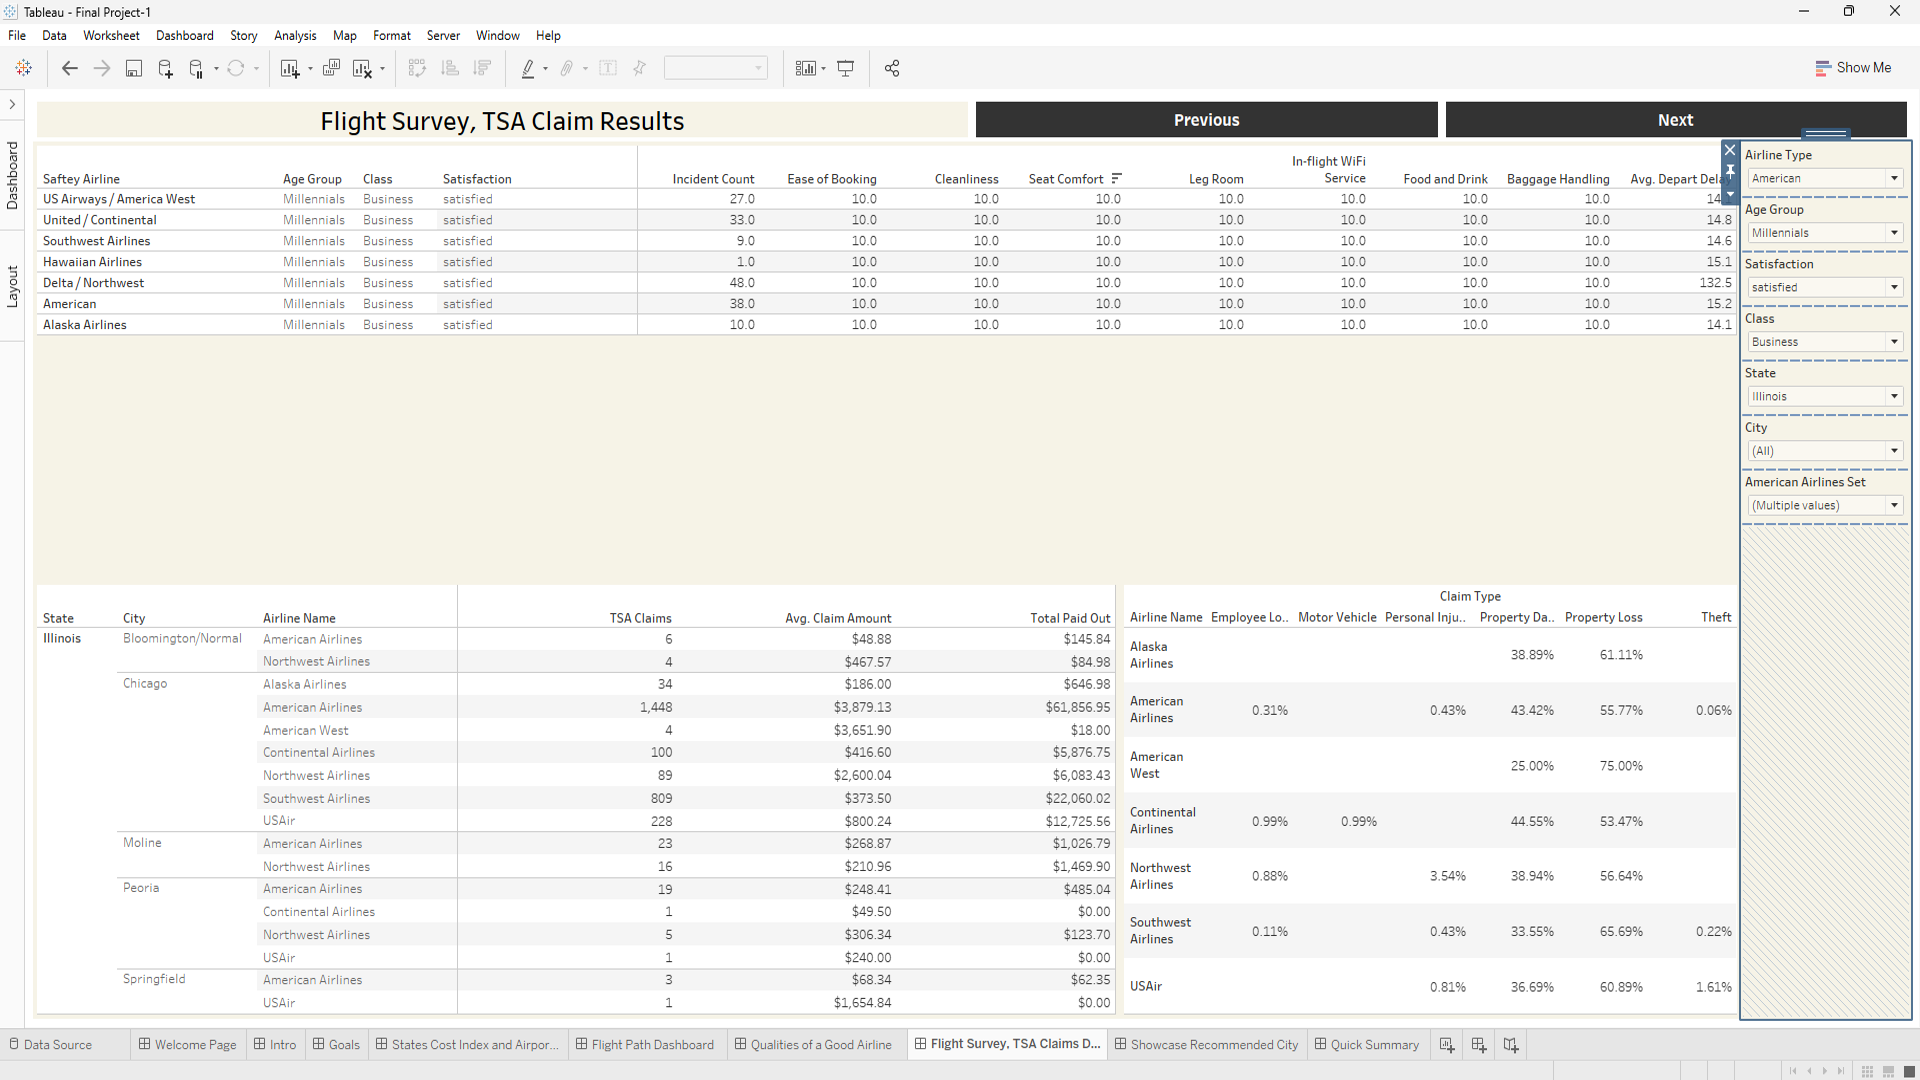 Tableau - Final Project-1
File Data Worksheet Dashboard Story Analysis Map Format Server Window Help
Show Me
Dashboard
Layout
Flight Survey, TSA Claim Results
Previous
Next
Saftey Airline Age Group Class Satisfaction Incident Count Ease of Booking Cleanliness Seat Comfort Leg Room In-flight WiFi Service Food and Drink Baggage Handling Avg. Depart Delay
US Airways / America West Millennials Business satisfied 27.0 10.0 10.0 10.0 10.0 10.0 10.0 10.0
United / Continental Millennials Business satisfied 33.0 10.0 10.0 10.0 10.0 10.0 10.0 10.0 14.8
Southwest Airlines Millennials Business satisfied 9.0 10.0 10.0 10.0 10.0 10.0 10.0 10.0 14.6
Hawaiian Airlines Millennials Business satisfied 1.0 10.0 10.0 10.0 10.0 10.0 10.0 10.0 15.1
Delta / Northwest Millennials Business satisfied 48.0 10.0 10.0 10.0 10.0 10.0 10.0 10.0 132.5
American Millennials Business satisfied 38.0 10.0 10.0 10.0 10.0 10.0 10.0 10.0 15.2
Alaska Airlines Millennials Business satisfied 10.0 10.0 10.0 10.0 10.0 10.0 10.0 10.0 14.1
Airline Type
American
Age Group
Millennials
Satisfaction
satisfied
Class
Business
State
Illinois
City
(All)
American Airlines Set
(Multiple values)
State City Airline Name TSA Claims Avg. Claim Amount Total Paid Out
Illinois Bloomington/Normal American Airlines 6 $48.88 $145.84
Northwest Airlines 4 $467.57 $84.98
Chicago Alaska Airlines 34 $186.00 $646.98
American Airlines 1,448 $3,879.13 $61,856.95
American West 4 $3,651.90 $18.00
Continental Airlines 100 $416.60 $5,876.75
Northwest Airlines 89 $2,600.04 $6,083.43
Southwest Airlines 809 $373.50 $22,060.02
USAir 228 $800.24 $12,725.56
Moline American Airlines 23 $268.87 $1,026.79
Northwest Airlines 16 $210.96 $1,469.90
Peoria American Airlines 19 $248.41 $485.04
Continental Airlines 1 $49.50 $0.00
Northwest Airlines 5 $306.34 $123.70
USAir 1 $240.00 $0.00
Springfield American Airlines 3 $68.34 $62.35
USAir 1 $1,654.84 $0.00
Claim Type
Airline Name Employee Lo.. Motor Vehicle Personal Inju.. Property Da.. Property Loss Theft
Alaska Airlines 38.89% 61.11%
American Airlines 0.31% 0.43% 43.42% 55.77% 0.06%
American West 25.00% 75.00%
Continental Airlines 0.99% 0.99% 44.55% 53.47%
Northwest Airlines 0.88% 3.54% 38.94% 56.64%
Southwest Airlines 0.11% 0.43% 33.55% 65.69% 0.22%
USAir 0.81% 36.69% 60.89% 1.61%
Data Source Welcome Page Intro Goals States Cost Index and Airpor... Flight Path Dashboard Qualities of a Good Airline Flight Survey, TSA Claims D... Showcase Recommended City Quick Summary